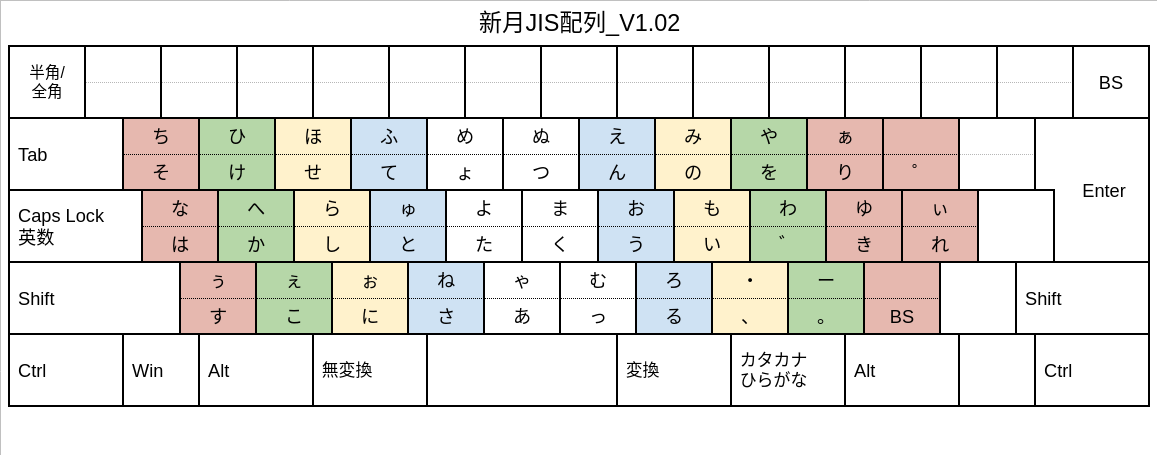 新月JIS配列_V1.02
半角/
全角
BS
Tab
ち ひ ほ ふ め ぬ え み や ぁ
そ け せ て ょ つ ん の を り ゜
Enter
Caps Lock
英数
な へ ら ゅ よ ま お も わ ゆ ぃ
は か し と た く う い ゛ き れ
Shift
ぅ ぇ ぉ ね ゃ む ろ ・ ー
す こ に さ あ っ る 、 。 BS
Shift
Ctrl
Win
Alt
無変換
変換
カタカナ
ひらがな
Alt
Ctrl